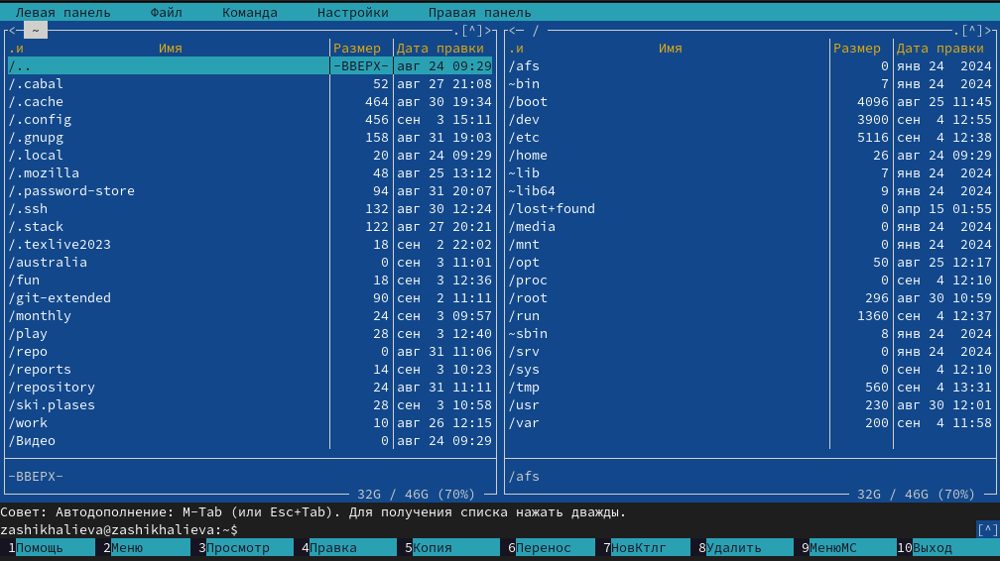 Левая панель Файл Команда Настройки Правая панель
<─ ~ .[^]>
.и Имя Размер Дата правки
/.. -ВВЕРХ- авг 24 09:29
/.cabal 52 авг 27 21:08
/.cache 464 авг 30 19:34
/.config 456 сен 3 15:11
/.gnupg 158 авг 31 19:03
/.local 20 авг 24 09:29
/.mozilla 48 авг 25 13:12
/.password-store 94 авг 31 20:07
/.ssh 132 авг 30 12:24
/.stack 122 авг 27 20:21
/.texlive2023 18 сен 2 22:02
/australia 0 сен 3 11:01
/fun 18 сен 3 12:36
/git-extended 90 сен 2 11:11
/monthly 24 сен 3 09:57
/play 28 сен 3 12:40
/repo 0 авг 31 11:06
/reports 14 сен 3 10:23
/repository 24 авг 31 11:11
/ski.plases 28 сен 3 10:58
/work 10 авг 26 12:15
/Видео 0 авг 24 09:29
-ВВЕРХ-
32G / 46G (70%)
<─ / .[^]>
.и Имя Размер Дата правки
/afs 0 янв 24 2024
~bin 7 янв 24 2024
/boot 4096 авг 25 11:45
/dev 3900 сен 4 12:55
/etc 5116 сен 4 12:38
/home 26 авг 24 09:29
~lib 7 янв 24 2024
~lib64 9 янв 24 2024
/lost+found 0 апр 15 01:55
/media 0 янв 24 2024
/mnt 0 янв 24 2024
/opt 50 авг 25 12:17
/proc 0 сен 4 12:10
/root 296 авг 30 10:59
/run 1360 сен 4 12:37
~sbin 8 янв 24 2024
/srv 0 янв 24 2024
/sys 0 сен 4 12:10
/tmp 560 сен 4 13:31
/usr 230 авг 30 12:01
/var 200 сен 4 11:58
/afs
32G / 46G (70%)
Совет: Автодополнение: M-Tab (или Esc+Tab). Для получения списка нажать дважды.
zashikhalieva@zashikhalieva:~$ [^]
1Помощь 2Меню 3Просмотр 4Правка 5Копия 6Перенос 7НовКтлг 8Удалить 9МенюМС 10Выход